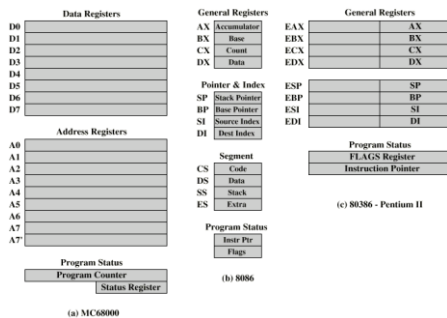 Data Registers
D0
D1
D2
D3
D4
D5
D6
D7
Address Registers
A0
A1
A2
A3
A4
A5
A6
A7
A7'
Program Status
Program Counter
Status Register
(a) MC68000
General Registers
AX Accumulator
BX Base
CX Count
DX Data
Pointer & Index
SP Stack Pointer
BP Base Pointer
SI Source Index
DI Dest Index
Segment
CS Code
DS Data
SS Stack
ES Extra
Program Status
Instr Ptr
Flags
(b) 8086
General Registers
EAX AX
EBX BX
ECX CX
EDX DX
ESP SP
EBP BP
ESI SI
EDI DI
Program Status
FLAGS Register
Instruction Pointer
(c) 80386 - Pentium II